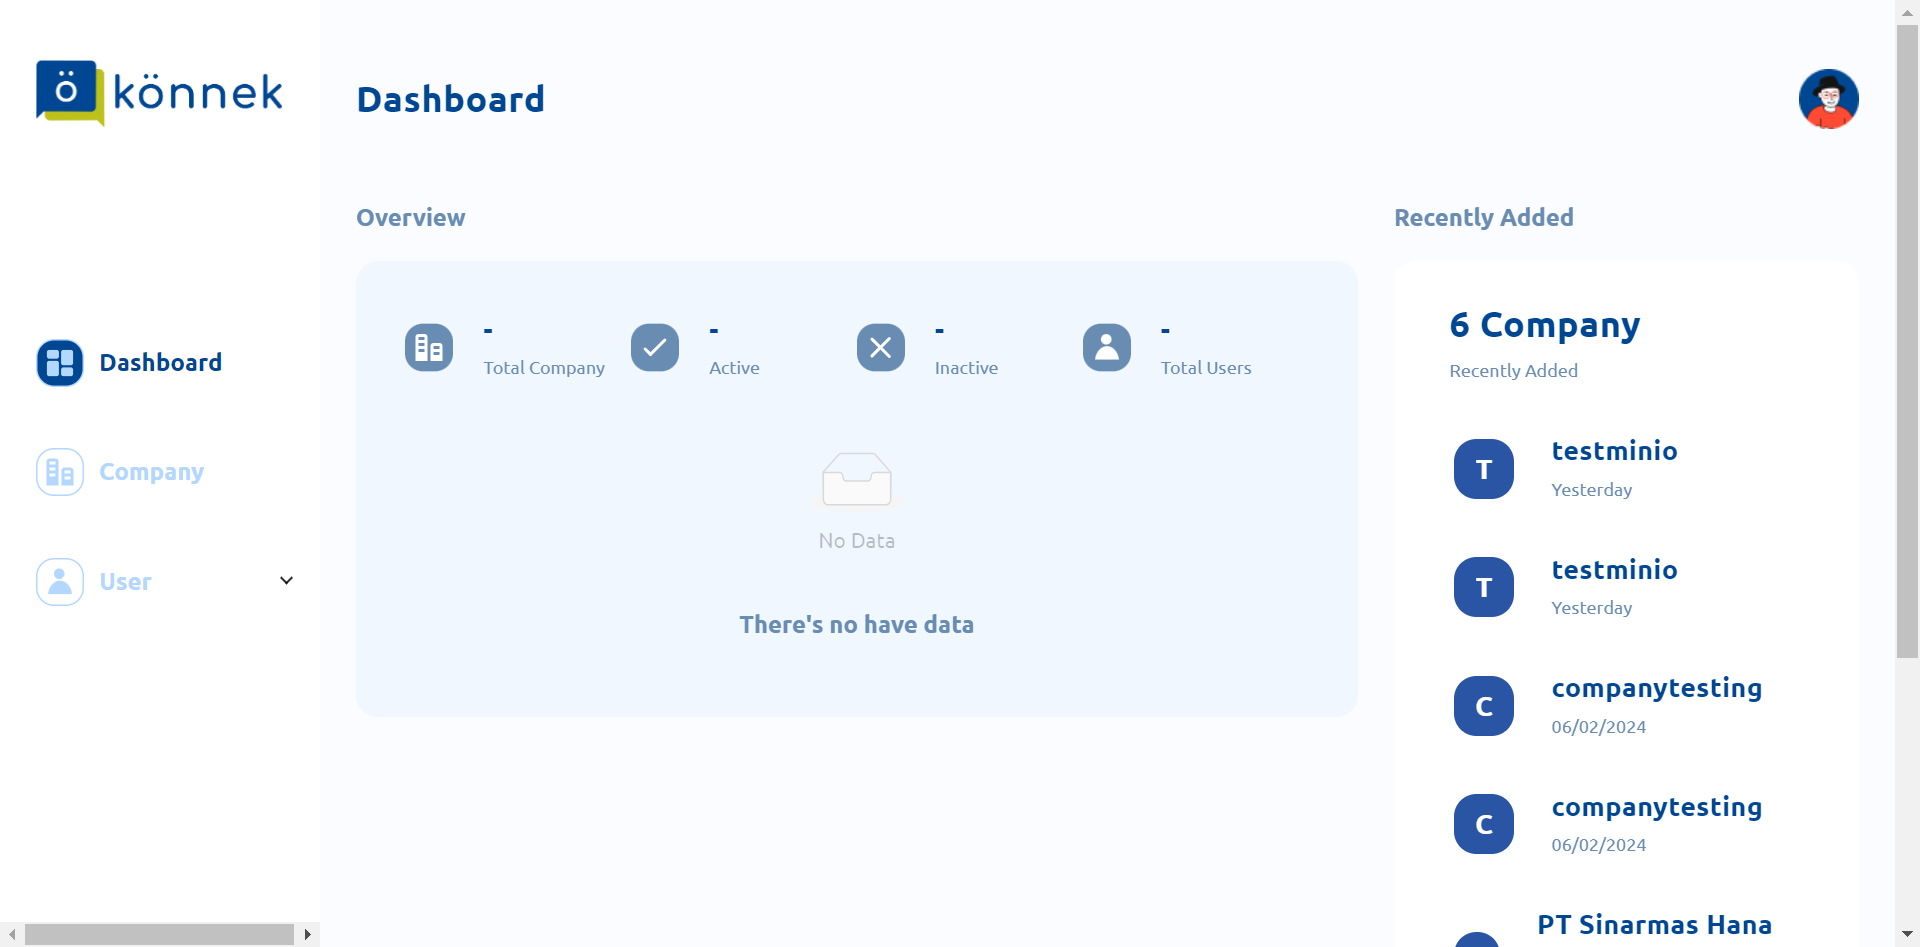 ö könnek
Dashboard
Company
User
Dashboard
Overview
-
Total Company
-
Active
-
Inactive
-
Total Users
No Data
There's no have data
Recently Added
6 Company
Recently Added
T
testminio
Yesterday
T
testminio
Yesterday
C
companytesting
06/02/2024
C
companytesting
06/02/2024
PT Sinarmas Hana